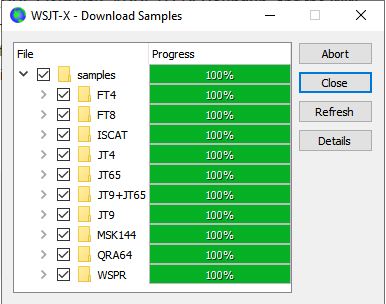 WSJT-X - Download Samples
File Progress Abort
samples 100%
Close
FT4 100%
FT8 100% Refresh
ISCAT 100%
Details
JT4 100%
JT65 100%
JT9+JT65 100%
JT9 100%
MSK144 100%
QRA64 100%
WSPR 100%